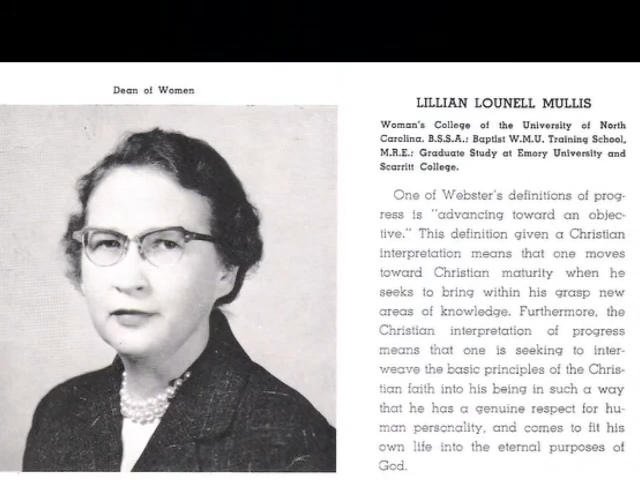 Dean of Women
LILLIAN LOUNELL MULLIS
Woman's College of the University of North
Carolina, B.S.S.A.; Baptist W.M.U. Training School,
M.R.E.; Graduate Study at Emory University and
Scarritt College.
One of Webster's definitions of prog-
ress is "advancing toward an objec-
tive." This definition given a Christian
interpretation means that one moves
toward Christian maturity when he
seeks to bring within his grasp new
areas of knowledge. Furthermore, the
Christian interpretation of progress
means that one is seeking to inter-
weave the basic principles of the Chris-
tian faith into his being in such a way
that he has a genuine respect for hu-
man personality, and comes to fit his
own life into the eternal purposes of
God.